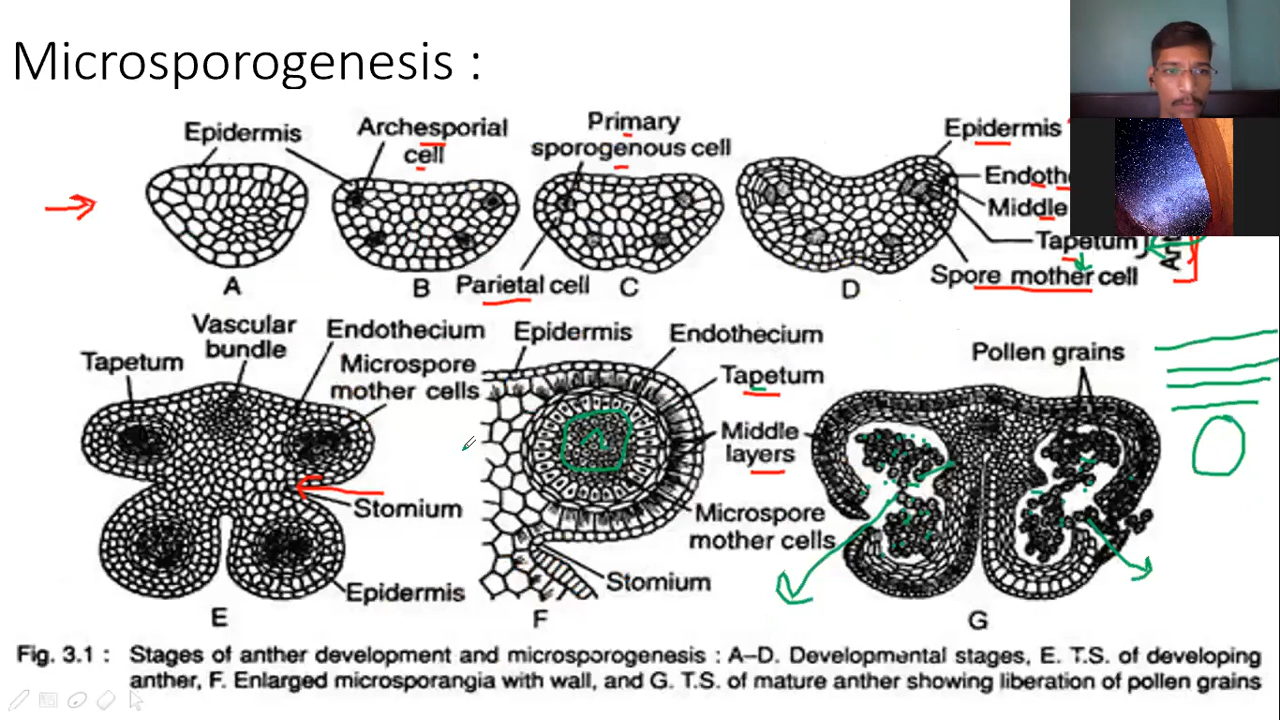 Microsporogenesis :
Epidermis
Archesporial
cell
Primary
sporogenous cell
Epidermis
Middle
Tapetum
Parietal cell
Spore mother cell
A
B
C
D
Vascular
bundle
Endothecium
Tapetum
Microspore
mother cells
Stomium
Epidermis
E
Epidermis
Endothecium
Tapetum
Middle
layers
Microspore
mother cells
Stomium
F
Pollen grains
G
Fig. 3.1 : Stages of anther development and microsporogenesis : A–D. Developmental stages, E. T.S. of developing
anther, F. Enlarged microsporangia with wall, and G. T.S. of mature anther showing liberation of pollen grains